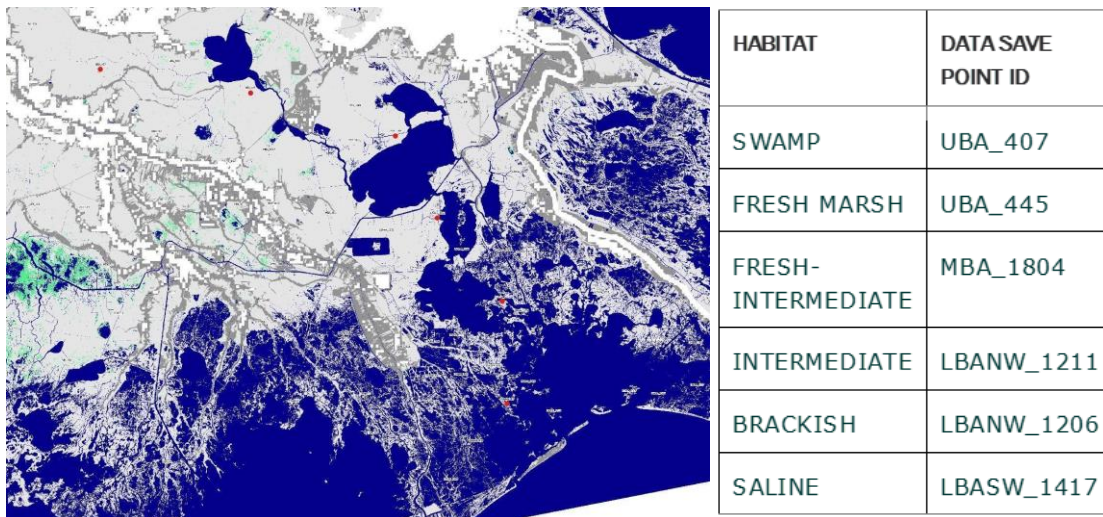 HABITAT DATA SAVE
POINT ID
SWAMP UBA_407
FRESH MARSH UBA_445
FRESH- MBA_1804
INTERMEDIATE
INTERMEDIATE LBANW_1211
BRACKISH LBANW_1206
SALINE LBASW_1417